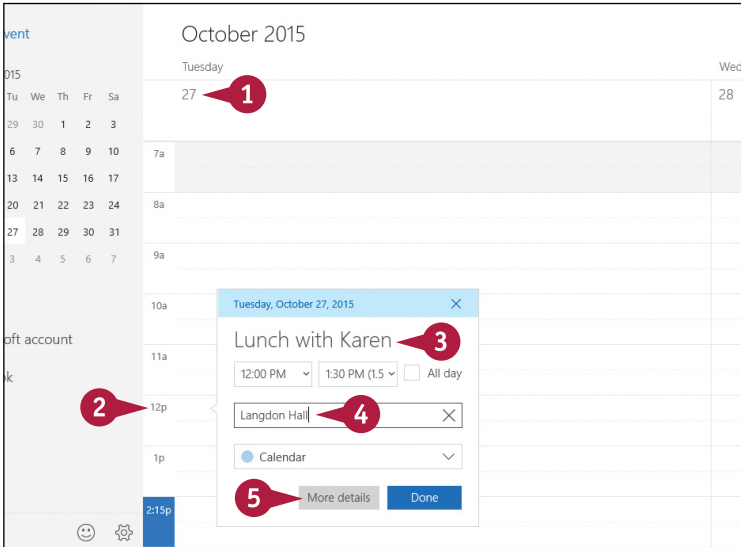 vent
October 2015
015
Tuesday
Wed
Tu We Th Fr Sa
27
1
28
29 30 1 2 3
6 7 8 9 10
7a
13 14 15 16 17
20 21 22 23 24
8a
27 28 29 30 31
3 4 5 6 7
9a
10a
Tuesday, October 27, 2015
oft account
Lunch with Karen
3
11a
12:00 PM
1:30 PM (1.5
All day
ok
2
12p
Langdon Hall
4
1p
Calendar
5
More details
Done
2:15p